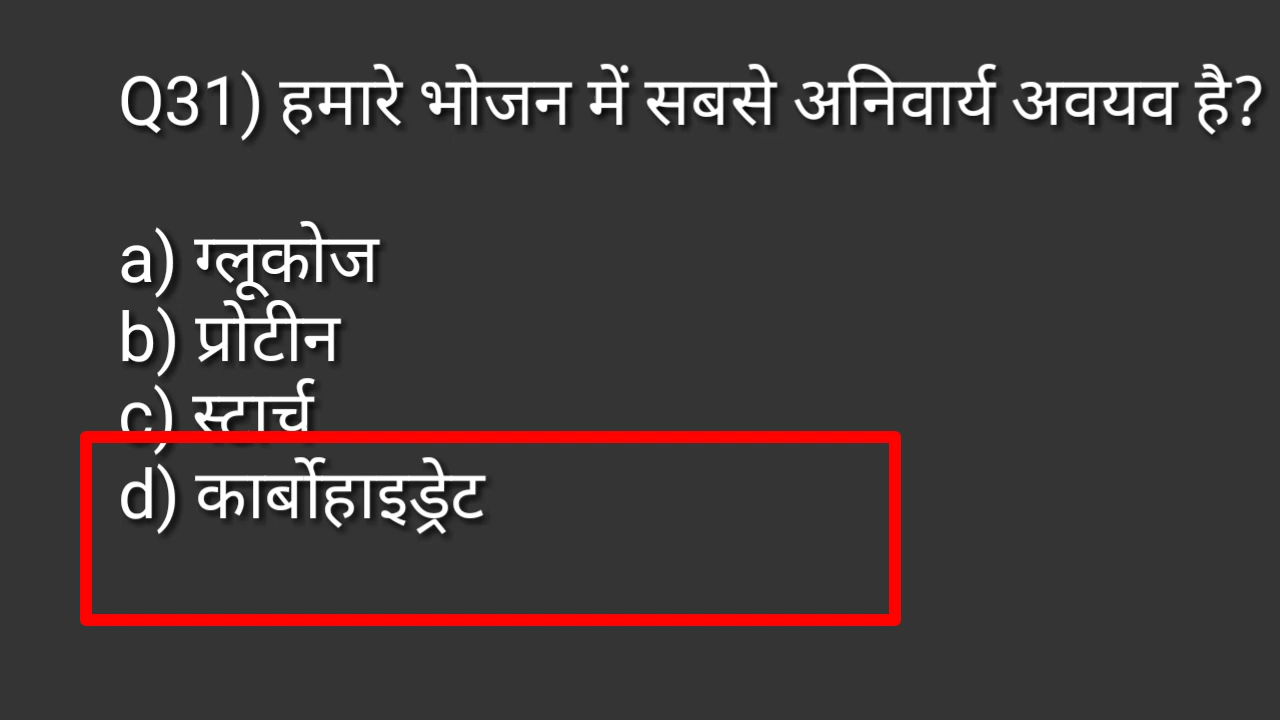 Q31) हमारे भोजन में सबसे अनिवार्य अवयव है?
a) ग्लूकोज
b) प्रोटीन
c) स्टार्च
d) कार्बोहाइड्रेट